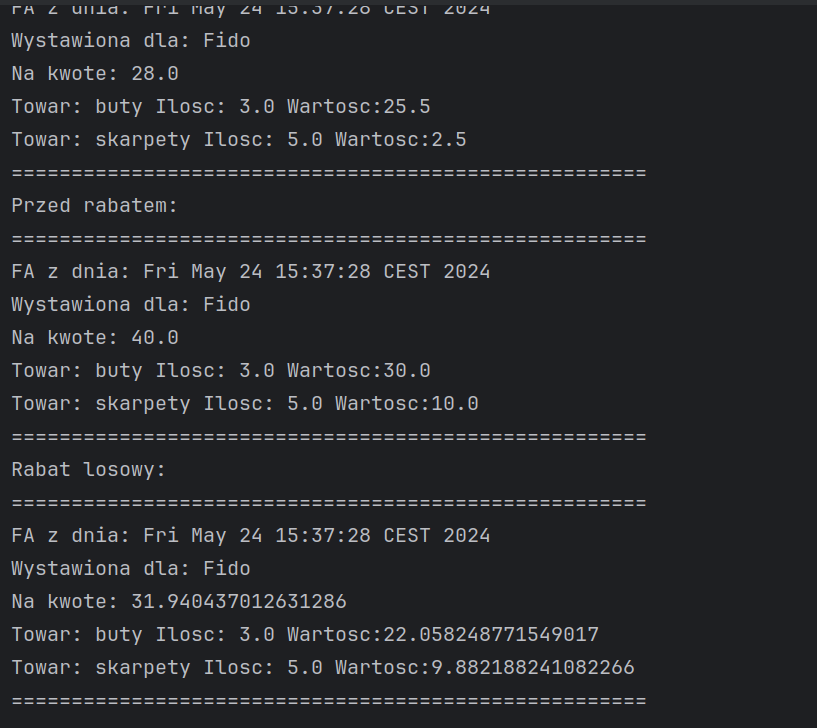 FA z dnia: Fri May 24 15:37:28 CEST 2024
Wystawiona dla: Fido
Na kwote: 28.0
Towar: buty Ilosc: 3.0 Wartosc:25.5
Towar: skarpety Ilosc: 5.0 Wartosc:2.5
=====================================================
Przed rabatem:
=====================================================
FA z dnia: Fri May 24 15:37:28 CEST 2024
Wystawiona dla: Fido
Na kwote: 40.0
Towar: buty Ilosc: 3.0 Wartosc:30.0
Towar: skarpety Ilosc: 5.0 Wartosc:10.0
=====================================================
Rabat losowy:
=====================================================
FA z dnia: Fri May 24 15:37:28 CEST 2024
Wystawiona dla: Fido
Na kwote: 31.940437012631286
Towar: buty Ilosc: 3.0 Wartosc:22.058248771549017
Towar: skarpety Ilosc: 5.0 Wartosc:9.882188241082266
=====================================================